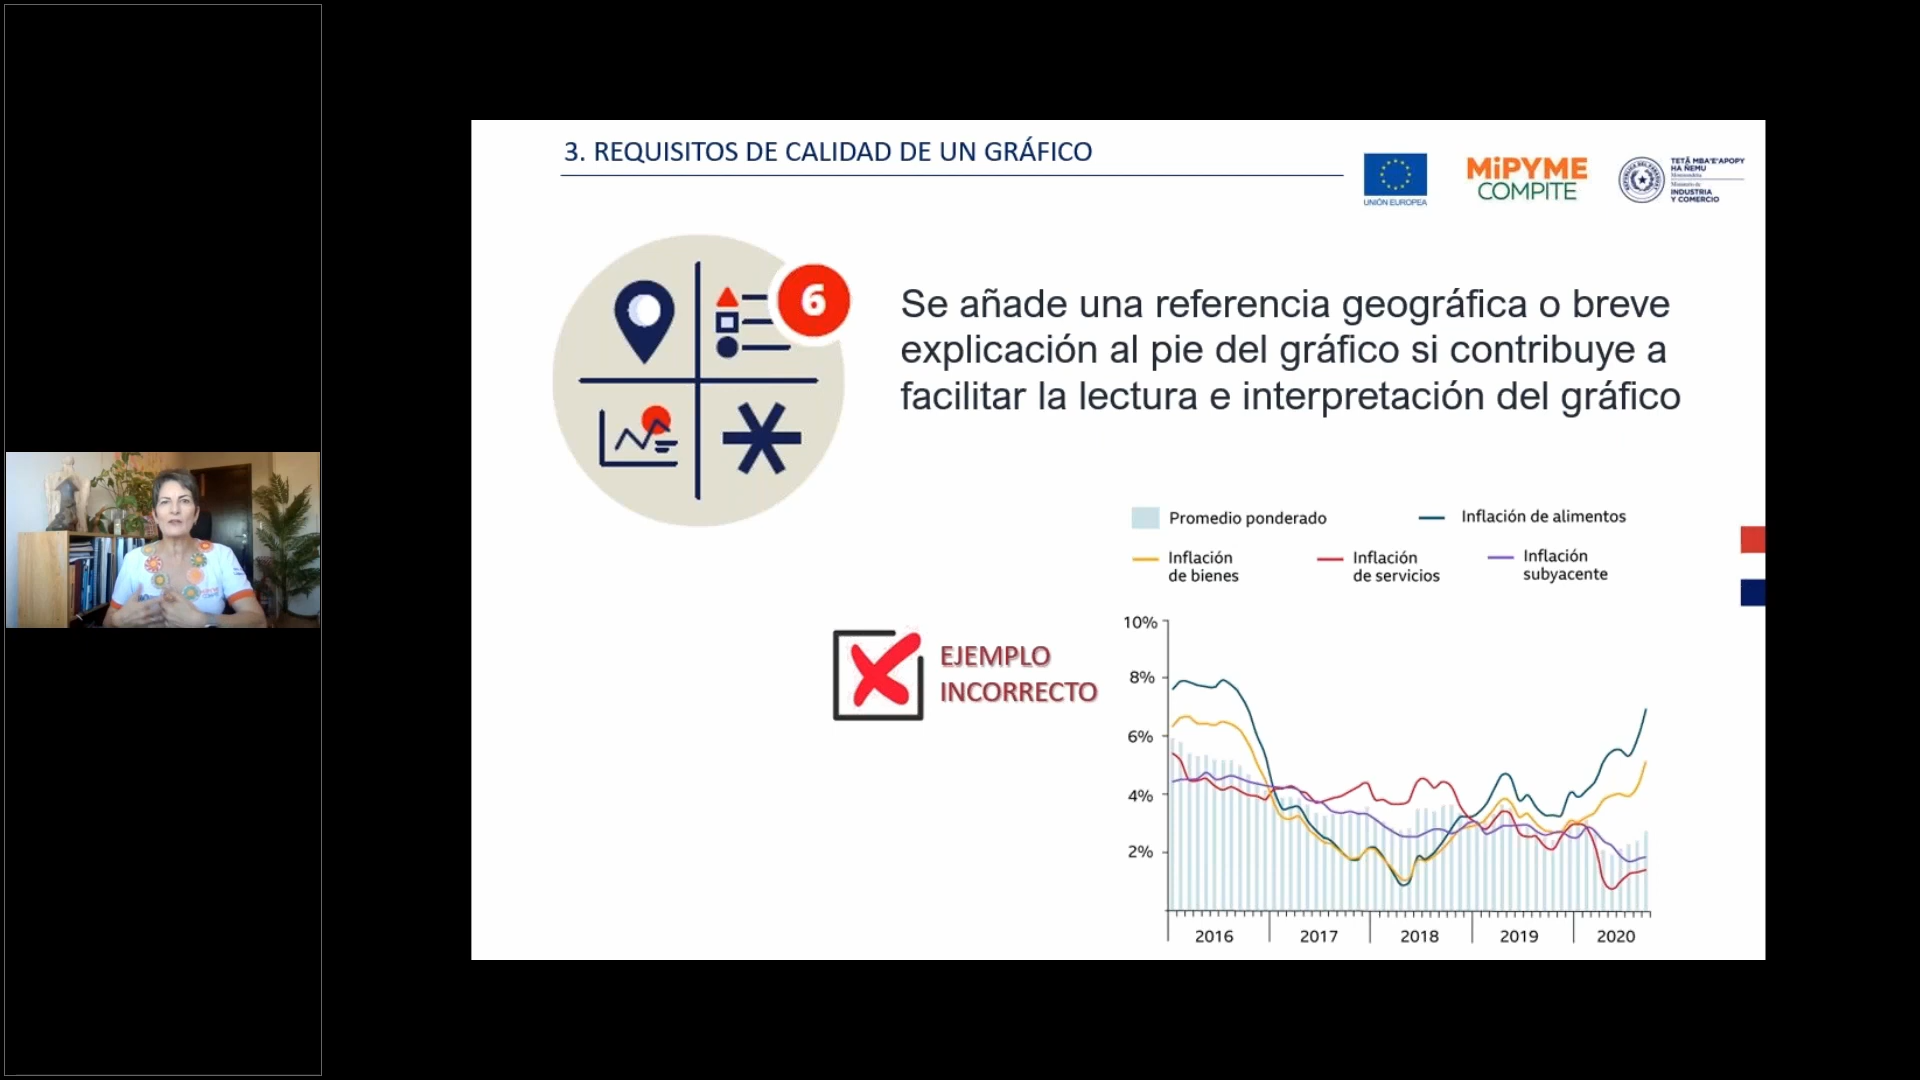 3. REQUISITOS DE CALIDAD DE UN GRÁFICO
UNIÓN EUROPEA
MiPYME
COMPITE
TETÃ MBA'E'APOPY
HA ÑEMU
INDUSTRIA
Y COMERCIO
6
Se añade una referencia geográfica o breve
explicación al pie del gráfico si contribuye a
facilitar la lectura e interpretación del gráfico
Promedio ponderado
Inflación de alimentos
Inflación
de bienes
Inflación
de servicios
Inflación
subyacente
EJEMPLO
INCORRECTO
10%
8%
6%
4%
2%
2016
2017
2018
2019
2020